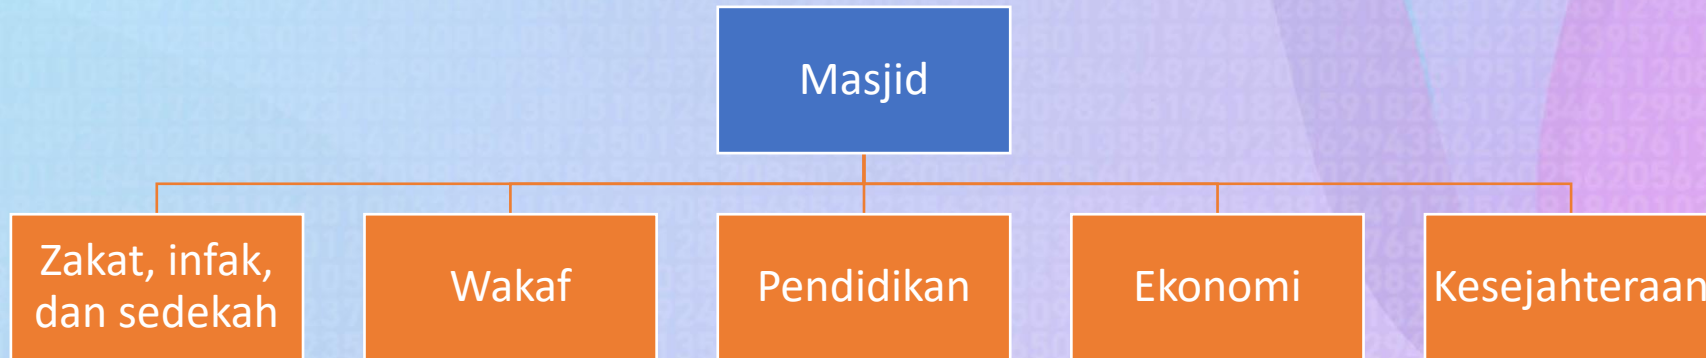 Masjid
Zakat, infak,
dan sedekah
Wakaf
Pendidikan
Ekonomi
Kesejahteraan